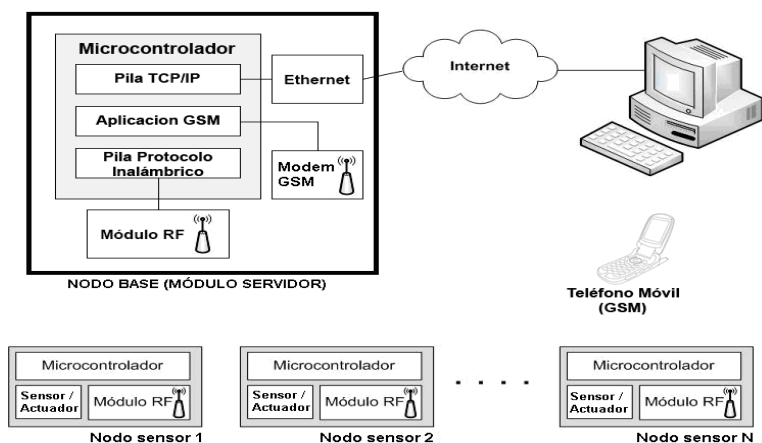 Microcontrolador
Pila TCP/IP
Ethernet
Internet
Aplicacion GSM
Pila Protocolo
Inalámbrico
Modem
GSM
Módulo RF
NODO BASE (MÓDULO SERVIDOR)
Teléfono Móvil
(GSM)
Microcontrolador
Sensor /
Actuador
Módulo RF
Nodo sensor 1
Microcontrolador
Sensor /
Actuador
Módulo RF
Nodo sensor 2
. . . .
Microcontrolador
Sensor /
Actuador
Módulo RF
Nodo sensor N